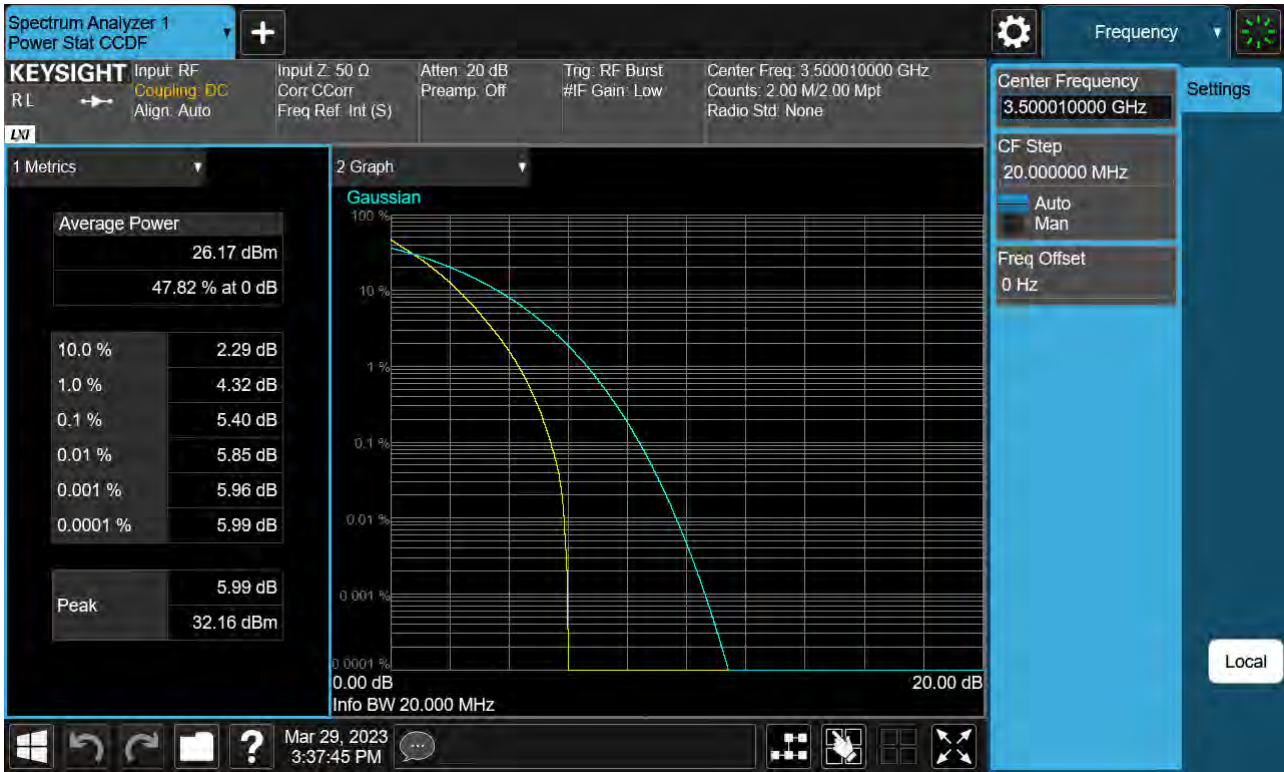 Spectrum Analyzer 1
Power Stat CCDF
+
Frequency
KEYSIGHT
RL
LXI
Input: RF
Coupling: DC
Align: Auto
Input Z: 50 Ω
Corr CCorr
Freq Ref: Int (S)
Atten: 20 dB
Preamp: Off
Trig: RF Burst
#IF Gain: Low
Center Freq: 3.500010000 GHz
Counts: 2.00 M/2.00 Mpt
Radio Std: None
Center Frequency
3.500010000 GHz
Settings
CF Step
20.000000 MHz
Auto
Man
Freq Offset
0 Hz
Local
1 Metrics
Average Power
26.17 dBm
47.82 % at 0 dB
10.0 % 2.29 dB
1.0 % 4.32 dB
0.1 % 5.40 dB
0.01 % 5.85 dB
0.001 % 5.96 dB
0.0001 % 5.99 dB
Peak
5.99 dB
32.16 dBm
2 Graph
Gaussian
100 %
10 %
1 %
0.1 %
0.01 %
0.001 %
0.0001 %
0.00 dB 20.00 dB
Info BW 20.000 MHz
?
Mar 29, 2023
3:37:45 PM